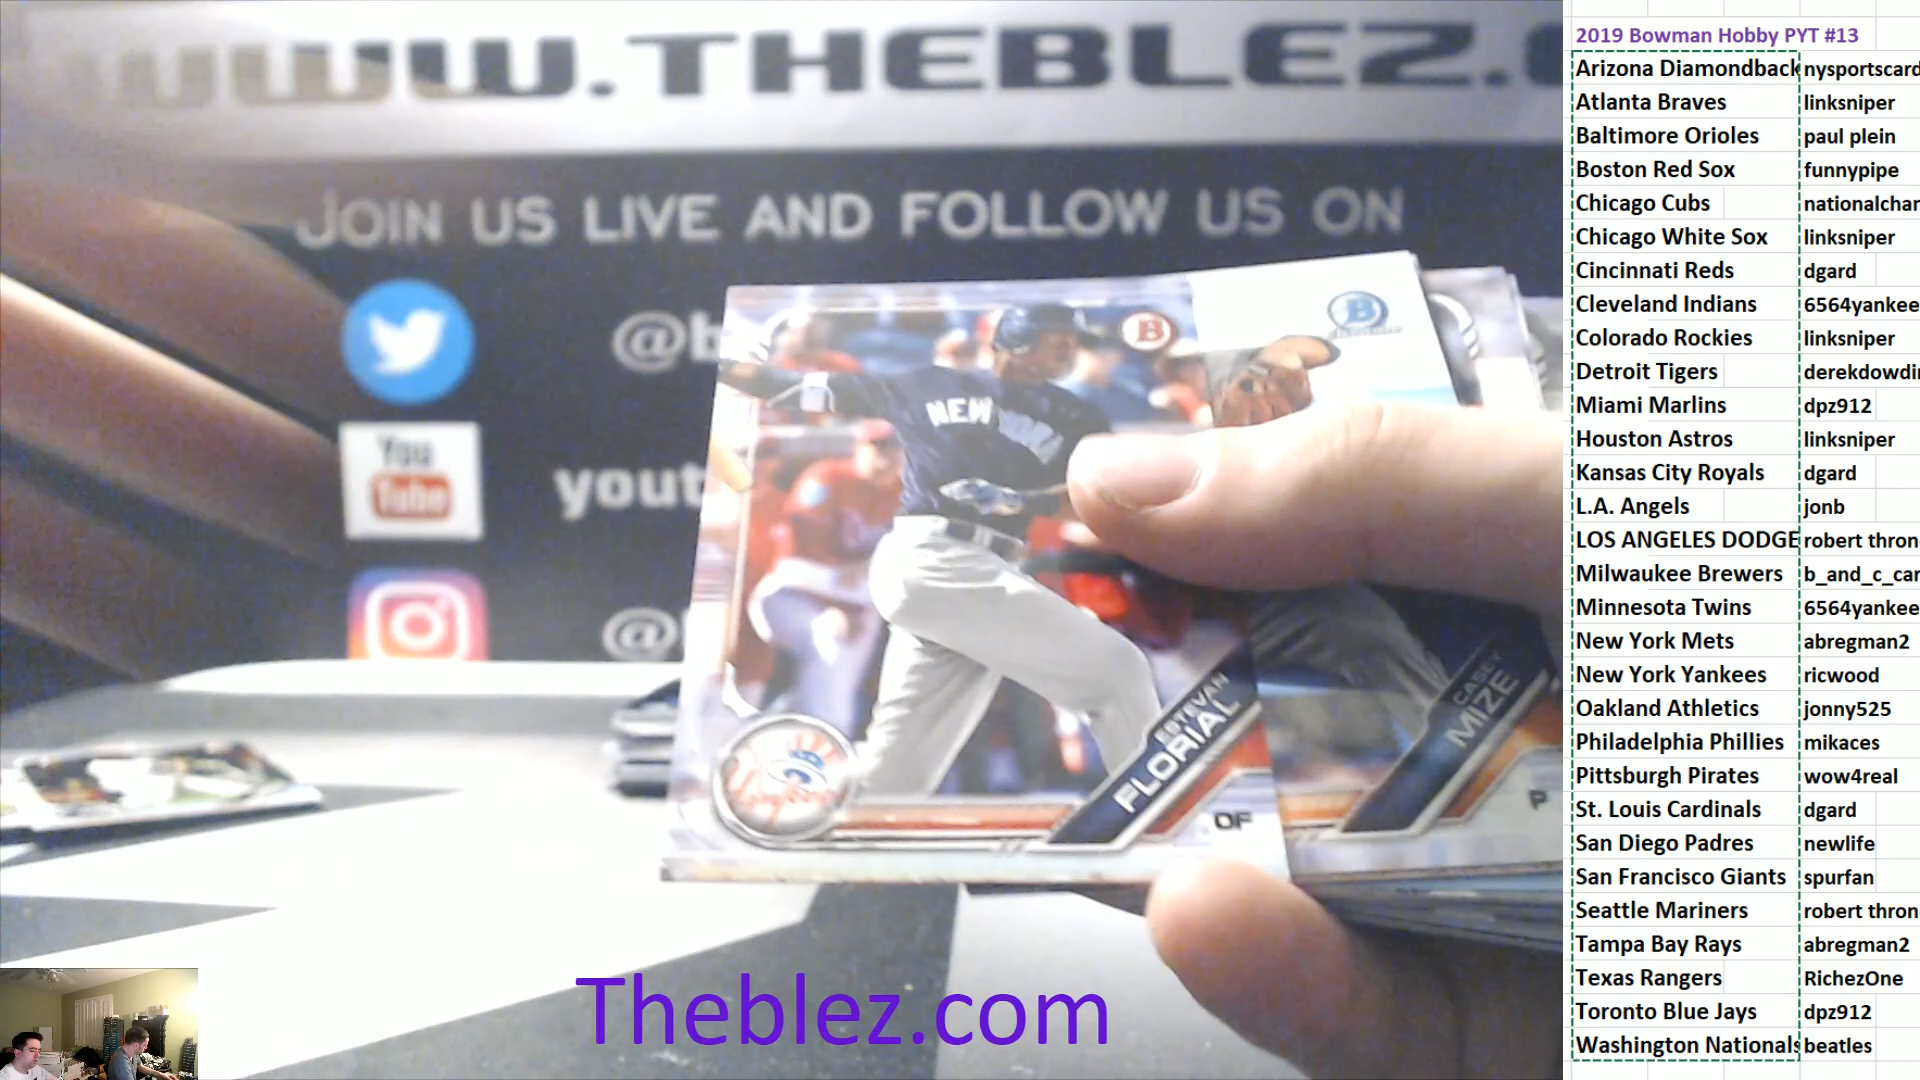 WWW.THEBLEZ.
JOIN US LIVE AND FOLLOW US ON
@b
You
Tube
yout
@
B
NEW YORK
ESTEVAN
FLORIAL
OF
B
CASEY
MIZE
P
Theblez.com
2019 Bowman Hobby PYT #13
Arizona Diamondback nysportscard
Atlanta Braves linksniper
Baltimore Orioles paul plein
Boston Red Sox funnypipe
Chicago Cubs nationalchar
Chicago White Sox linksniper
Cincinnati Reds dgard
Cleveland Indians 6564yankee
Colorado Rockies linksniper
Detroit Tigers derekdowdin
Miami Marlins dpz912
Houston Astros linksniper
Kansas City Royals dgard
L.A. Angels jonb
LOS ANGELES DODGE robert thron
Milwaukee Brewers b_and_c_car
Minnesota Twins 6564yankee
New York Mets abregman2
New York Yankees ricwood
Oakland Athletics jonny525
Philadelphia Phillies mikaces
Pittsburgh Pirates wow4real
St. Louis Cardinals dgard
San Diego Padres newlife
San Francisco Giants spurfan
Seattle Mariners robert thron
Tampa Bay Rays abregman2
Texas Rangers RichezOne
Toronto Blue Jays dpz912
Washington Nationals beatles